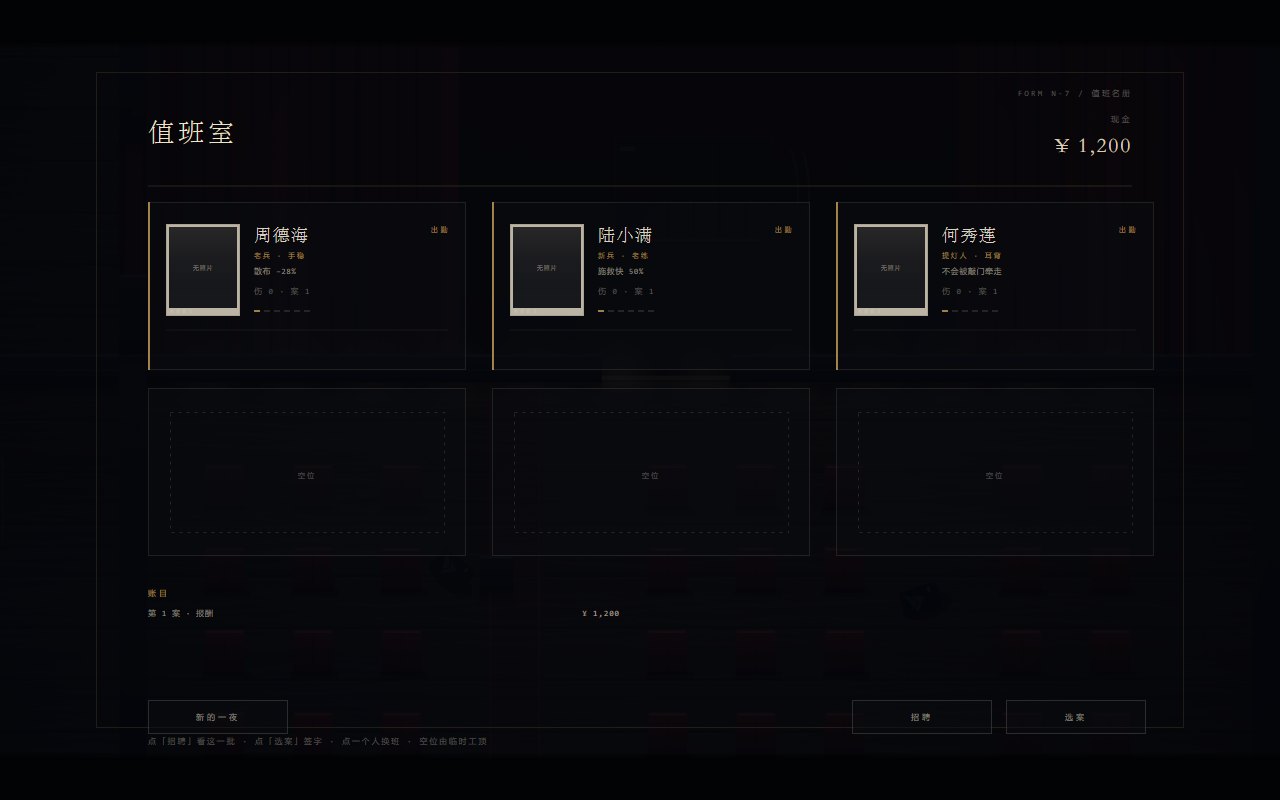 FORM N-7 / 值班名册
现金
值班室
¥ 1,200
周德海
出勤
老兵 · 手稳
散布 -28%
伤 0 · 案 1
无照片
陆小满
出勤
新兵 · 老练
施救快 50%
伤 0 · 案 1
无照片
何秀莲
出勤
提灯人 · 耳背
不会被敲门牵走
伤 0 · 案 1
无照片
空位
空位
空位
账目
第 1 案 · 报酬
¥ 1,200
新的一夜
招聘
选案
点「招聘」看这一批 · 点「选案」签字 · 点一个人换班 · 空位由临时工顶